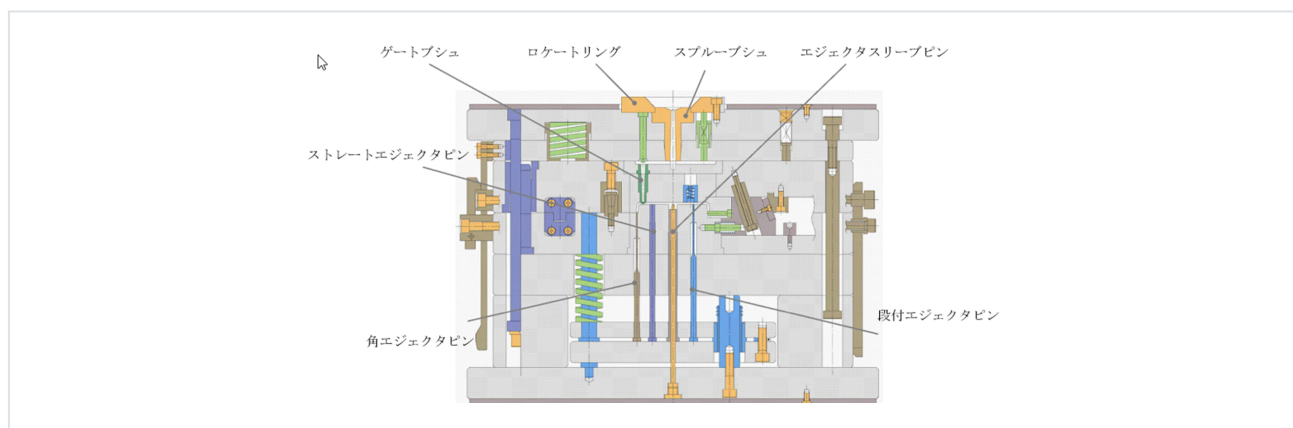 ゲートブシュ
ロケートリング
スプルーブシュ
エジェクタスリーブピン
ストレートエジェクタピン
角エジェクタピン
段付エジェクタピン